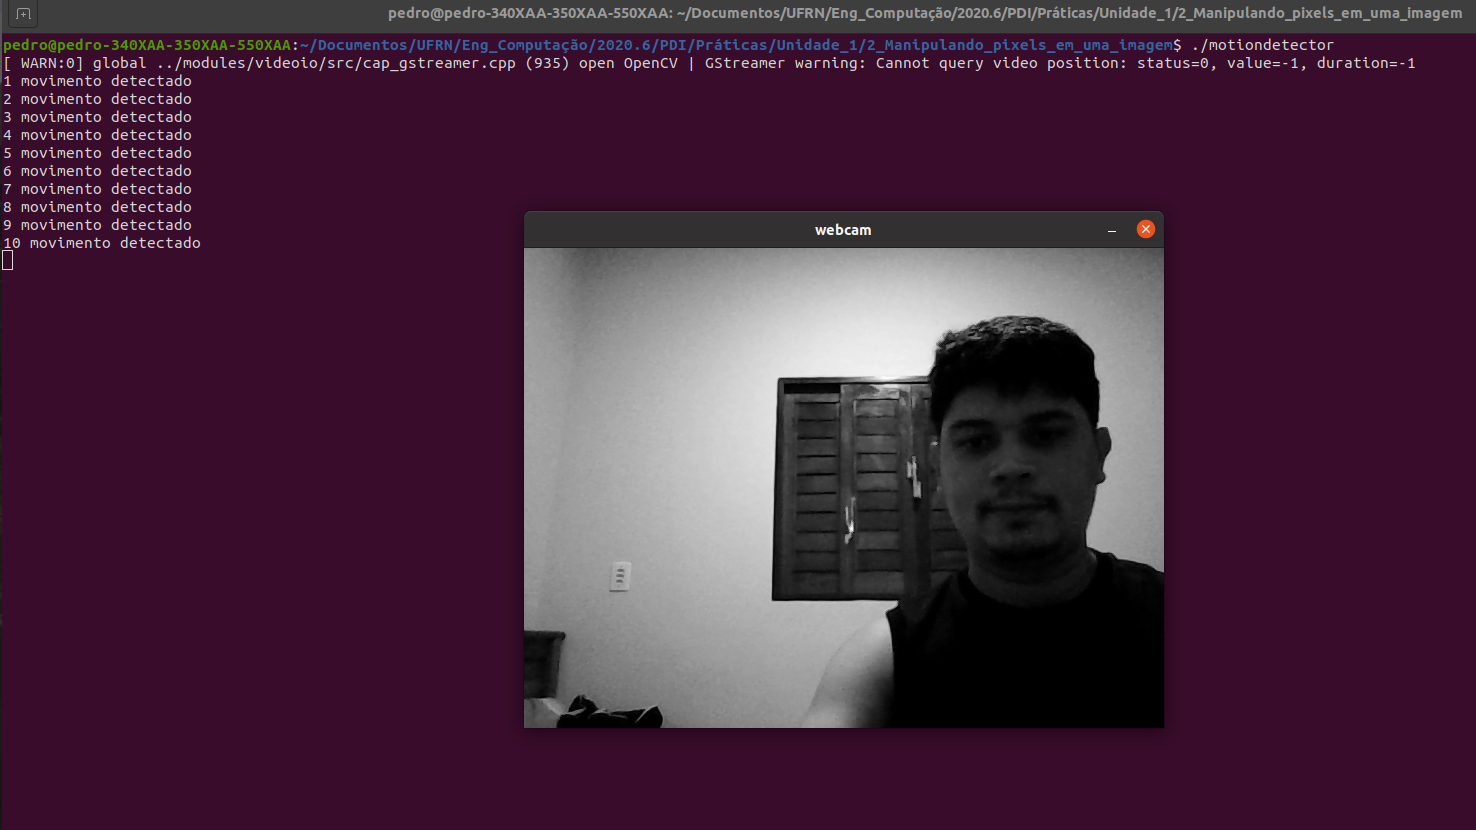 pedro@pedro-340XAA-350XAA-550XAA: ~/Documentos/UFRN/Eng_Computação/2020.6/PDI/Práticas/Unidade_1/2_Manipulando_pixels_em_uma_imagem
pedro@pedro-340XAA-350XAA-550XAA:~/Documentos/UFRN/Eng_Computação/2020.6/PDI/Práticas/Unidade_1/2_Manipulando_pixels_em_uma_imagem$ ./motiondetector
[ WARN:0] global ../modules/videoio/src/cap_gstreamer.cpp (935) open OpenCV | GStreamer warning: Cannot query video position: status=0, value=-1, duration=-1
1 movimento detectado
2 movimento detectado
3 movimento detectado
4 movimento detectado
5 movimento detectado
6 movimento detectado
7 movimento detectado
8 movimento detectado
9 movimento detectado
10 movimento detectado
webcam